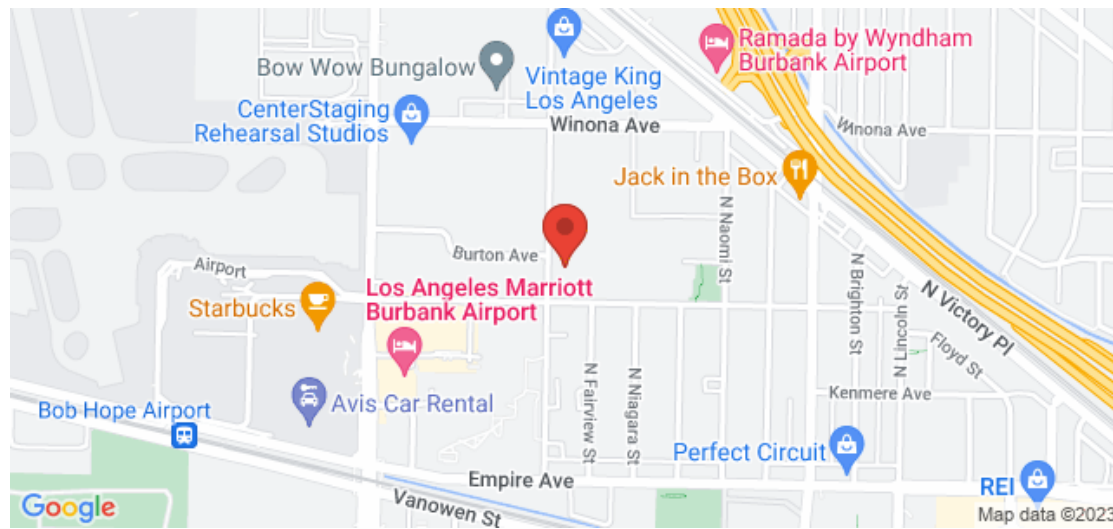 Ramada by Wyndham
Burbank Airport
Bow Wow Bungalow
Vintage King
Los Angeles
CenterStaging
Rehearsal Studios
Winona Ave
Winona Ave
Jack in the Box
N Naomi St
Burton Ave
Airport
Los Angeles Marriott
Burbank Airport
Starbucks
N Brighton St
N Lincoln St
N Victory Pl
Floyd St
N Fairview St
N Niagara St
Kenmere Ave
Avis Car Rental
Bob Hope Airport
Perfect Circuit
Empire Ave
REI
Vanowen St
Google
Map data ©2023